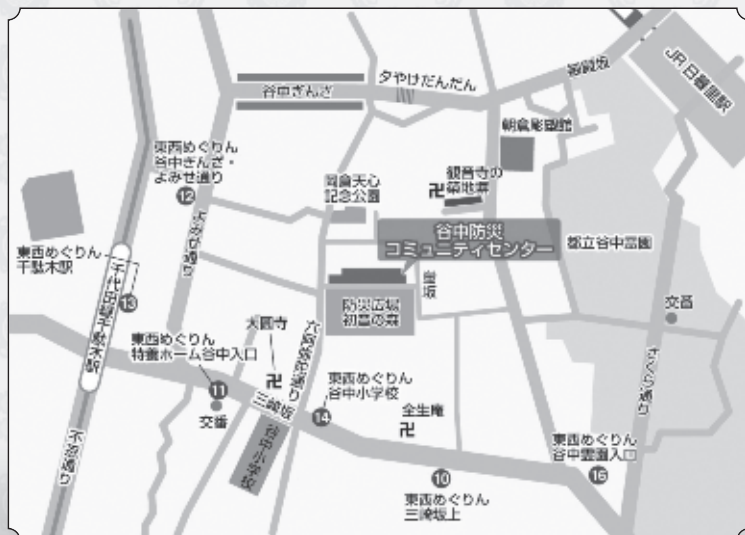 JR日暮里駅
御殿坂
夕やけだんだん
谷中ぎんざ
朝倉彫塑館
東西めぐりん
谷中ぎんざ・
よみせ通り
12
岡倉天心
記念公園
観音寺の
築地塀
谷中防災
コミュニティセンター
都立谷中霊園
よみせ通り
東西めぐりん
千駄木駅
13
千代田線千駄木駅
蛍坂
防災広場
初音の森
交番
さくら通り
大圓寺
東西めぐりん
特養ホーム谷中入口
11
交番
三崎坂
東西めぐりん
谷中小学校
14
谷中小学校
全生庵
不忍通り
10
東西めぐりん
三崎坂上
東西めぐりん
谷中霊園入口
16